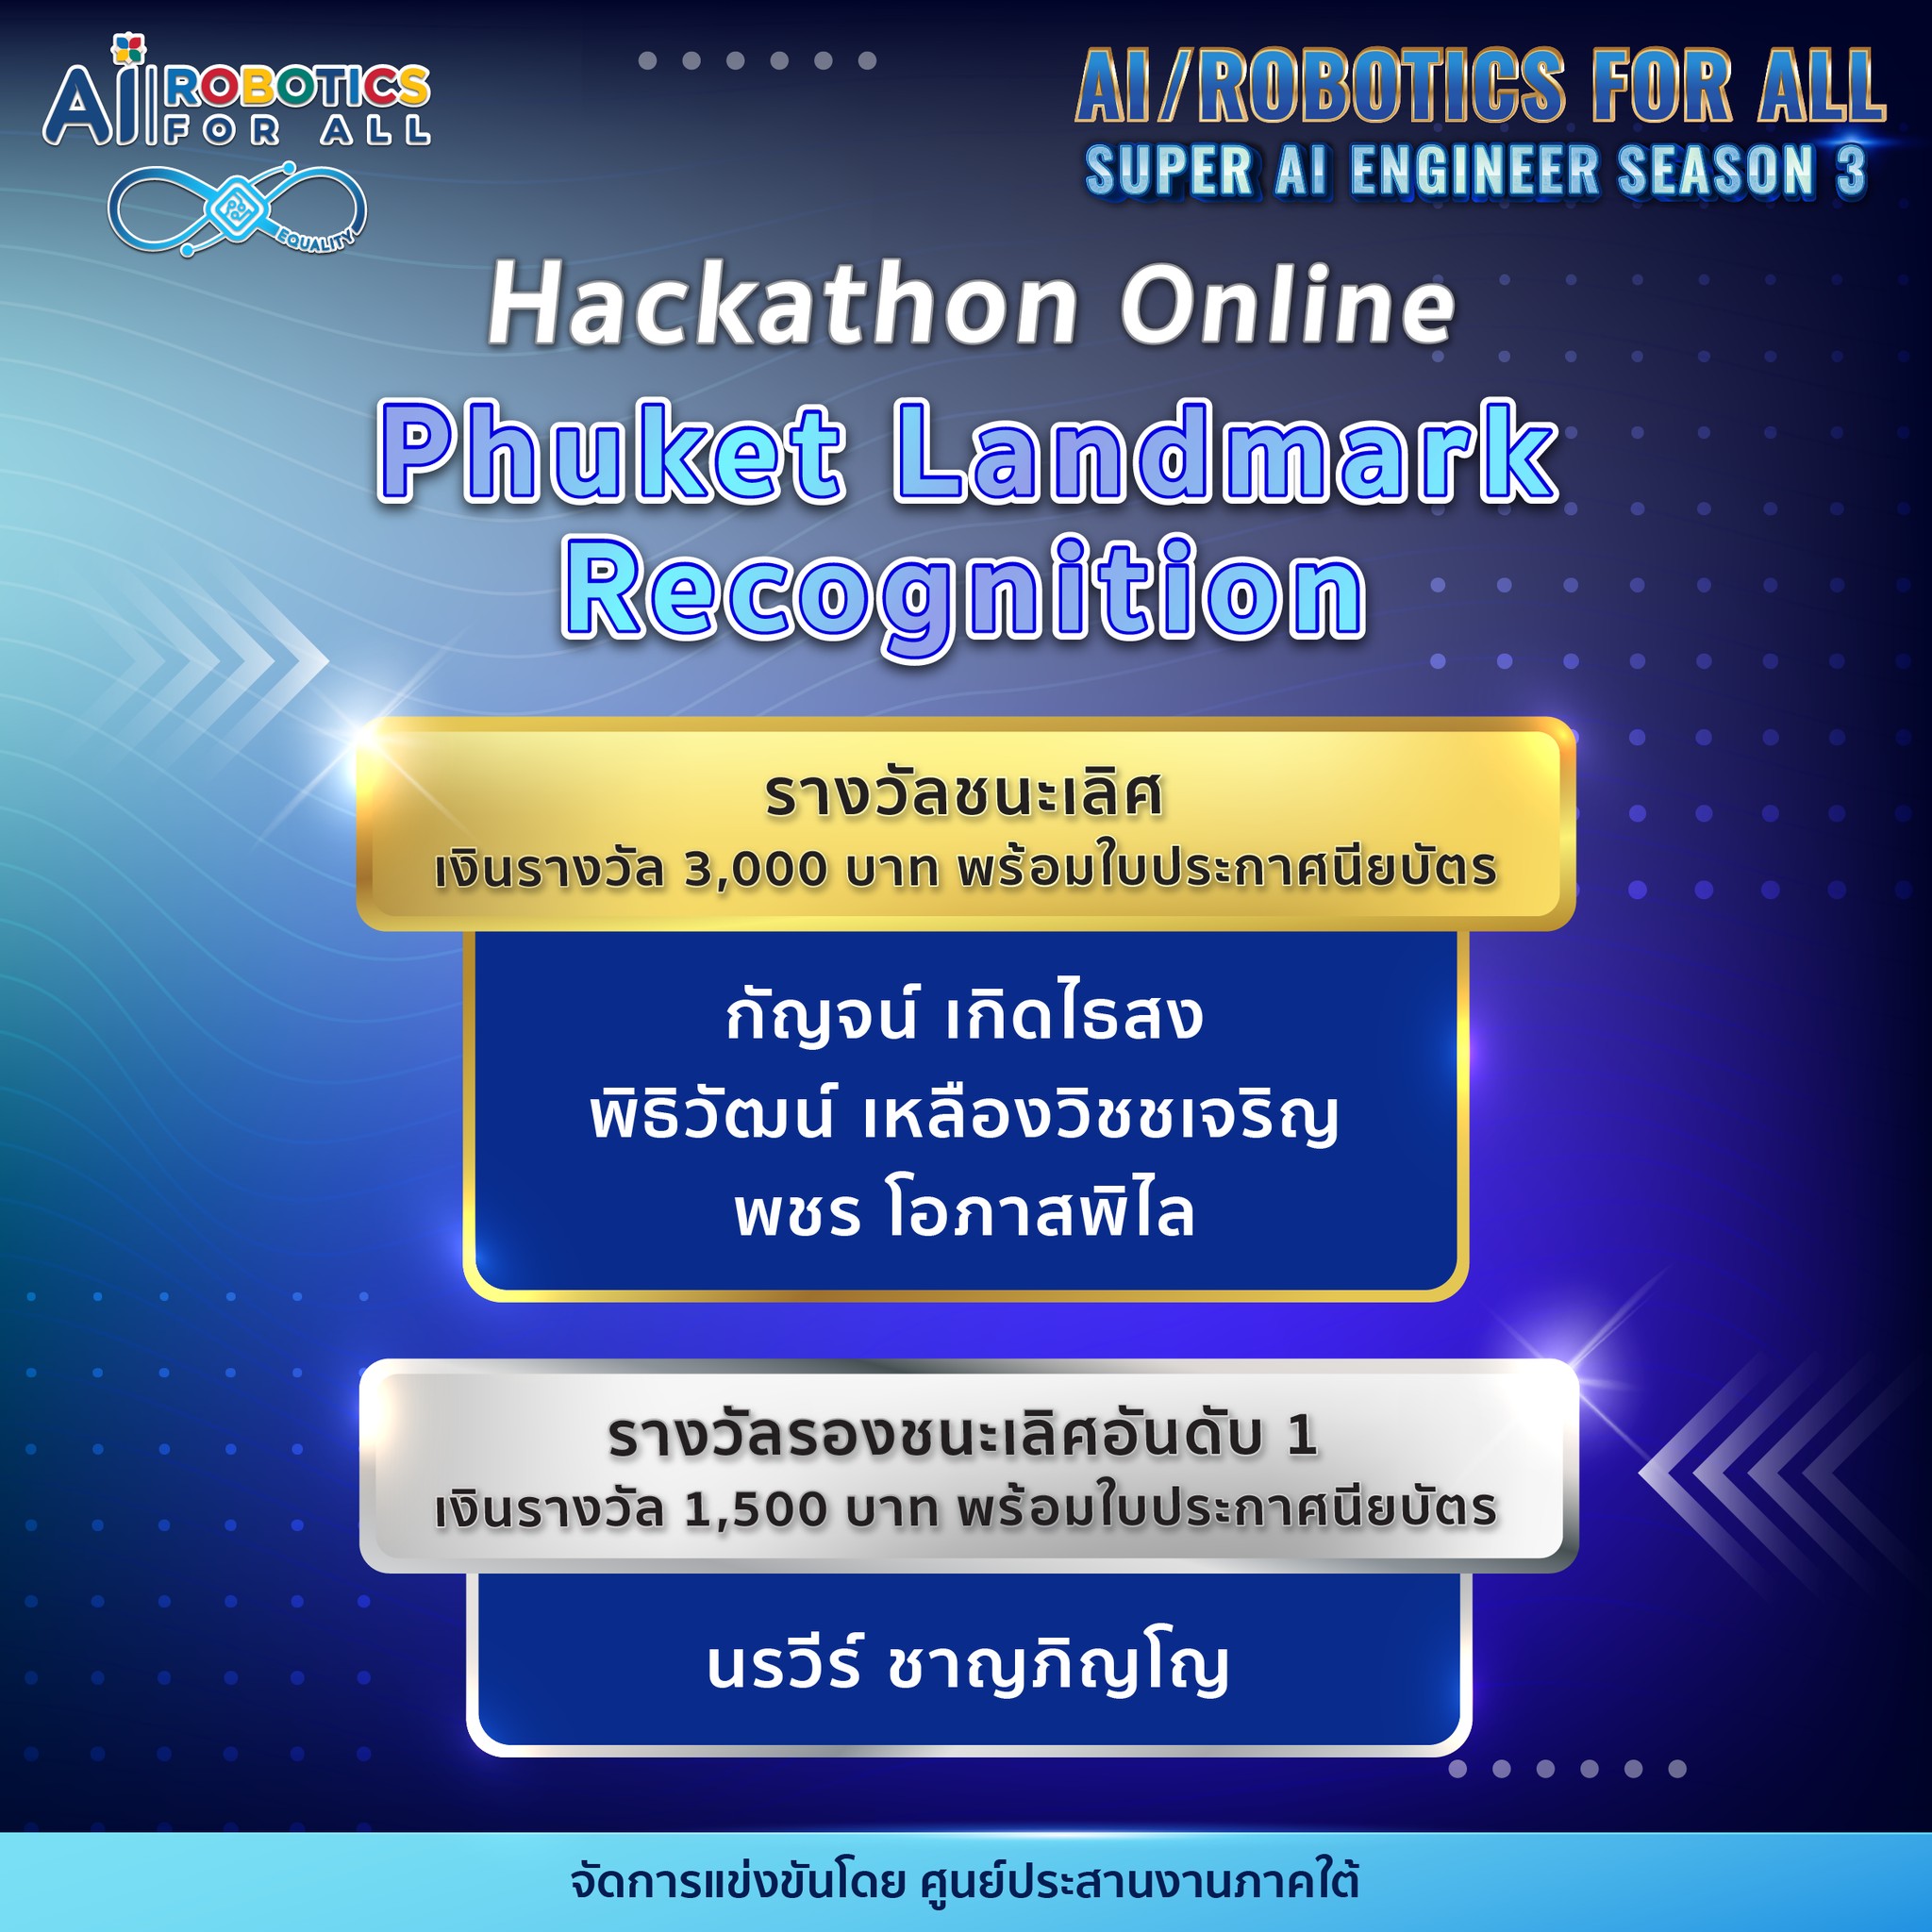 Ai ROBOTICS
FOR ALL
EQUALITY
AI/ROBOTICS FOR ALL
SUPER AI ENGINEER SEASON 3
Hackathon Online
Phuket Landmark
Recognition
รางวัลชนะเลิศ
เงินรางวัล 3,000 บาท พร้อมใบประกาศนียบัตร
กัญจน์ เกิดไธสง
พิธิวัฒน์ เหลืองวิชชเจริญ
พชร โอภาสพิไล
รางวัลรองชนะเลิศอันดับ 1
เงินรางวัล 1,500 บาท พร้อมใบประกาศนียบัตร
นรวีร์ ชาญภิญโญ
จัดการแข่งขันโดย ศูนย์ประสานงานภาคใต้